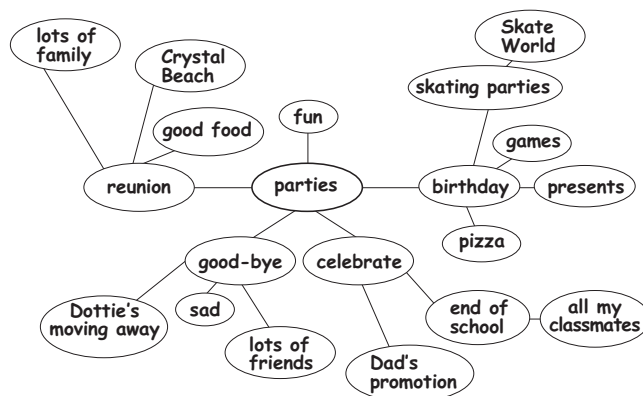 lots of
family
Crystal
Beach
good food
reunion
fun
parties
Skate
World
skating parties
games
birthday
presents
pizza
good-bye
celebrate
Dottie's
moving away
sad
lots of
friends
Dad's
promotion
end of
school
all my
classmates